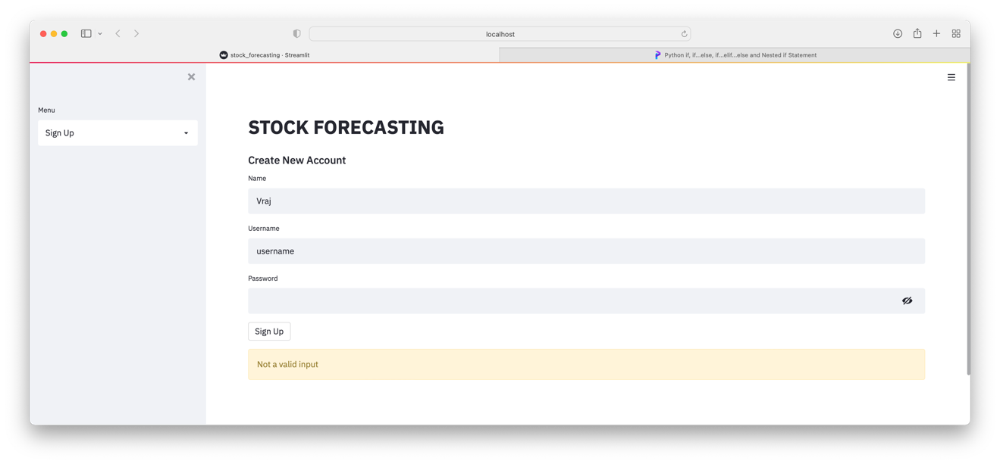 localhost
stock_forecasting · Streamlit
Python if, if...else, if...elif...else and Nested if Statement
Menu
Sign Up
STOCK FORECASTING
Create New Account
Name
Vraj
Username
username
Password
Sign Up
Not a valid input